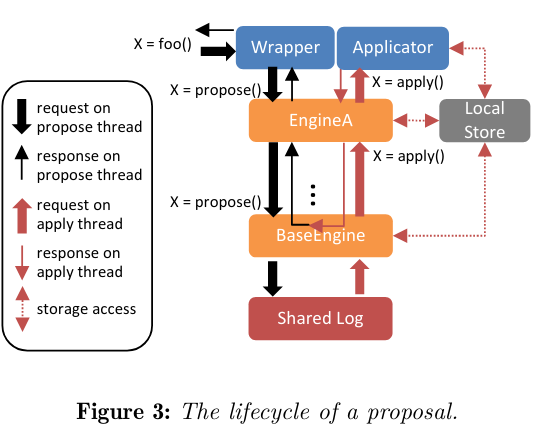 X = foo()
Wrapper
Applicator
X = propose()
X = apply()
EngineA
Local
Store
X = apply()
X = propose()
BaseEngine
Shared Log
request on
propose thread
response on
propose thread
request on
apply thread
response on
apply thread
storage access
Figure 3: The lifecycle of a proposal.